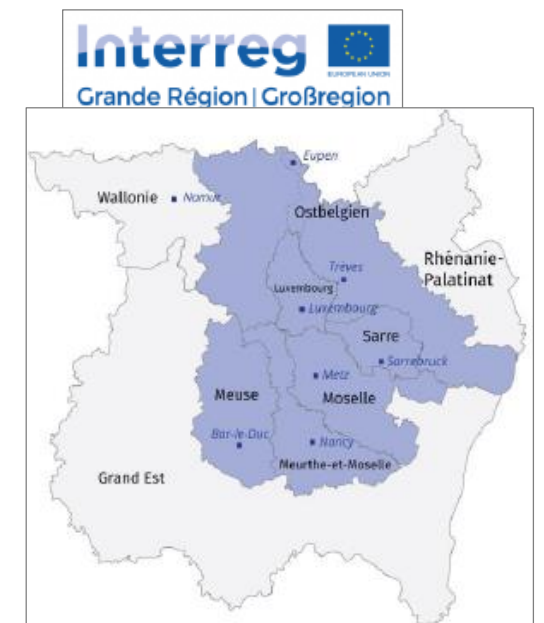 Interreg
EUROPEAN UNION
Grande Région | Großregion
Eupen
Wallonie
Namur
Ostbelgien
Trèves
Rhénanie-
Palatinat
Luxembourg
Luxembourg
Sarre
Sarrebruck
Metz
Meuse
Moselle
Bar-le-Duc
Nancy
Meurthe-et-Moselle
Grand Est